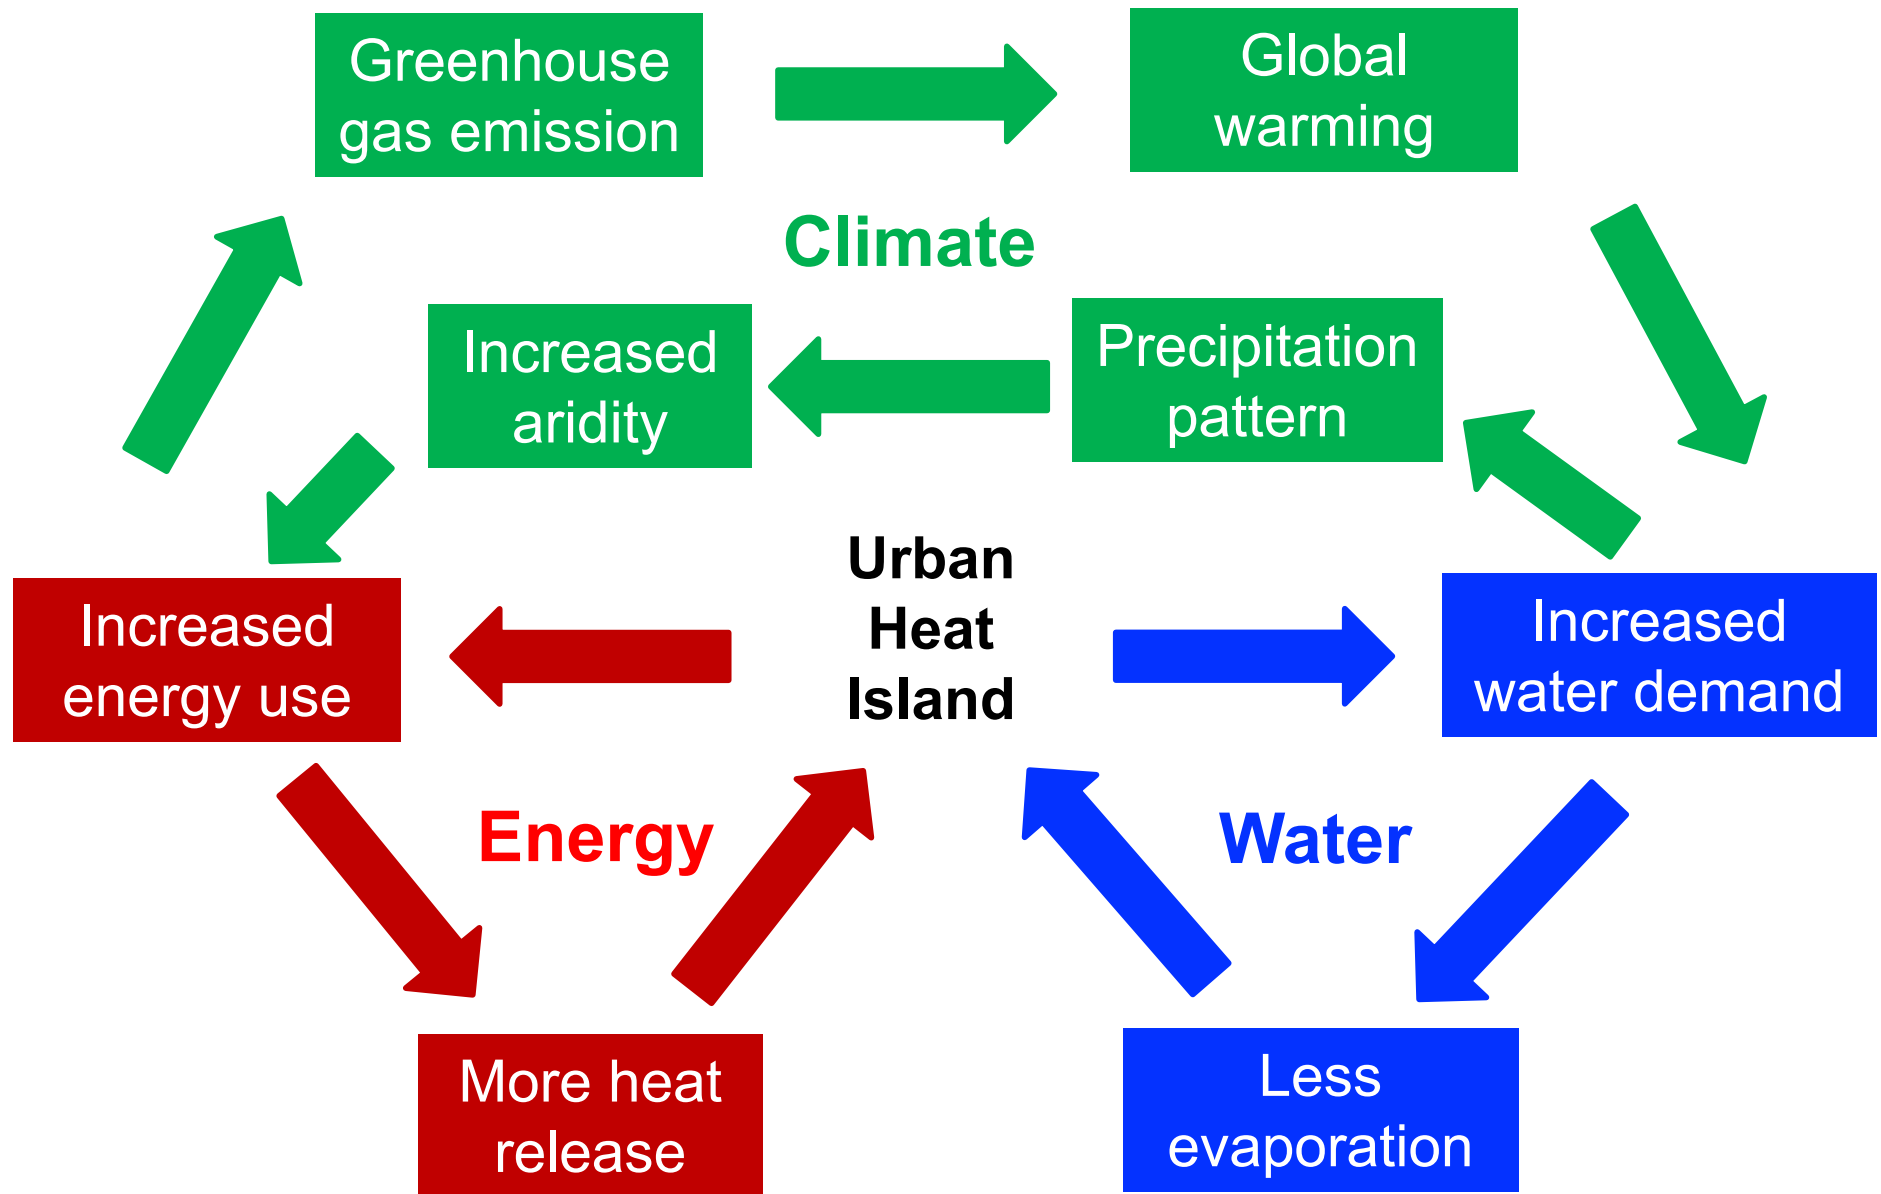 Greenhouse
gas emission
Global
warming
Climate
Increased
aridity
Precipitation
pattern
Urban
Heat
Island
Increased
energy use
Increased
water demand
Energy
Water
More heat
release
Less
evaporation